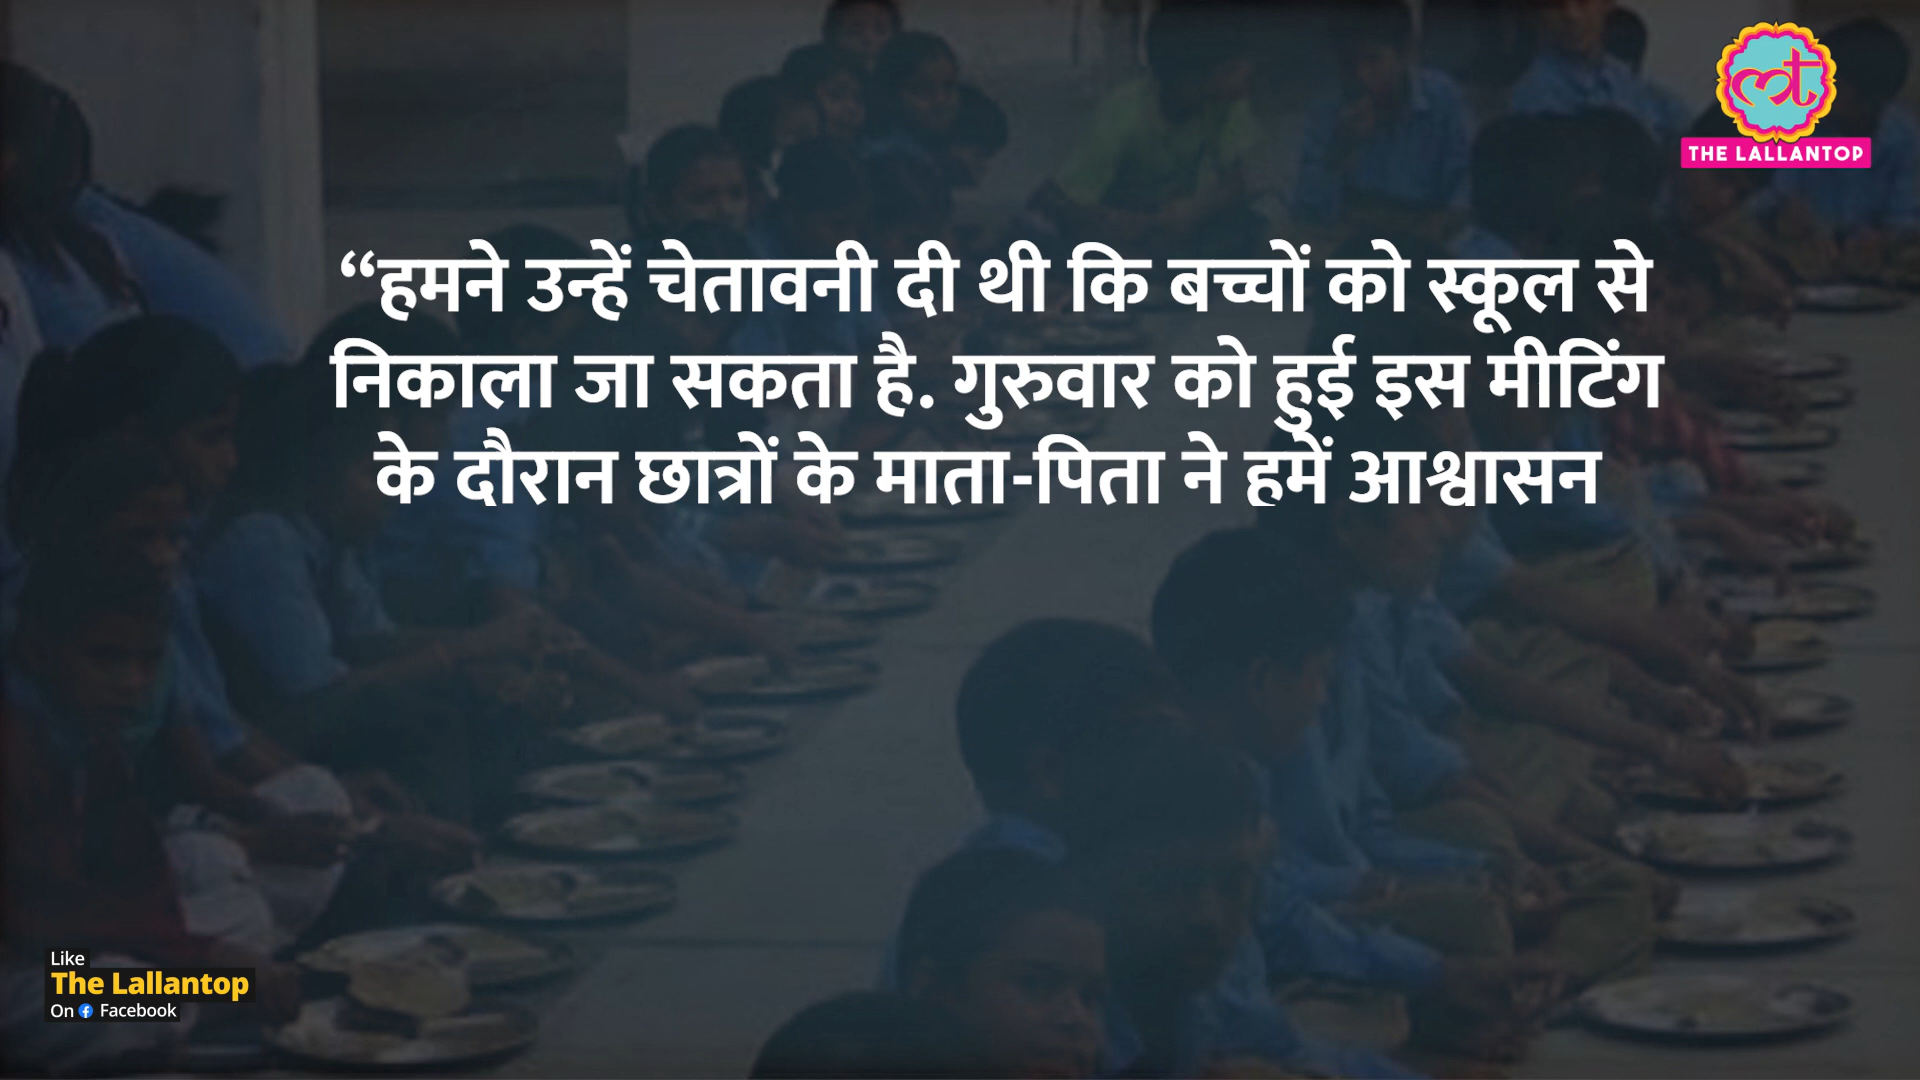 THE LALLANTOP
“हमने उन्हें चेतावनी दी थी कि बच्चों को स्कूल से
निकाला जा सकता है. गुरुवार को हुई इस मीटिंग
के दौरान छात्रों के माता-पिता ने हमें आश्वासन
Like
The Lallantop
On Facebook